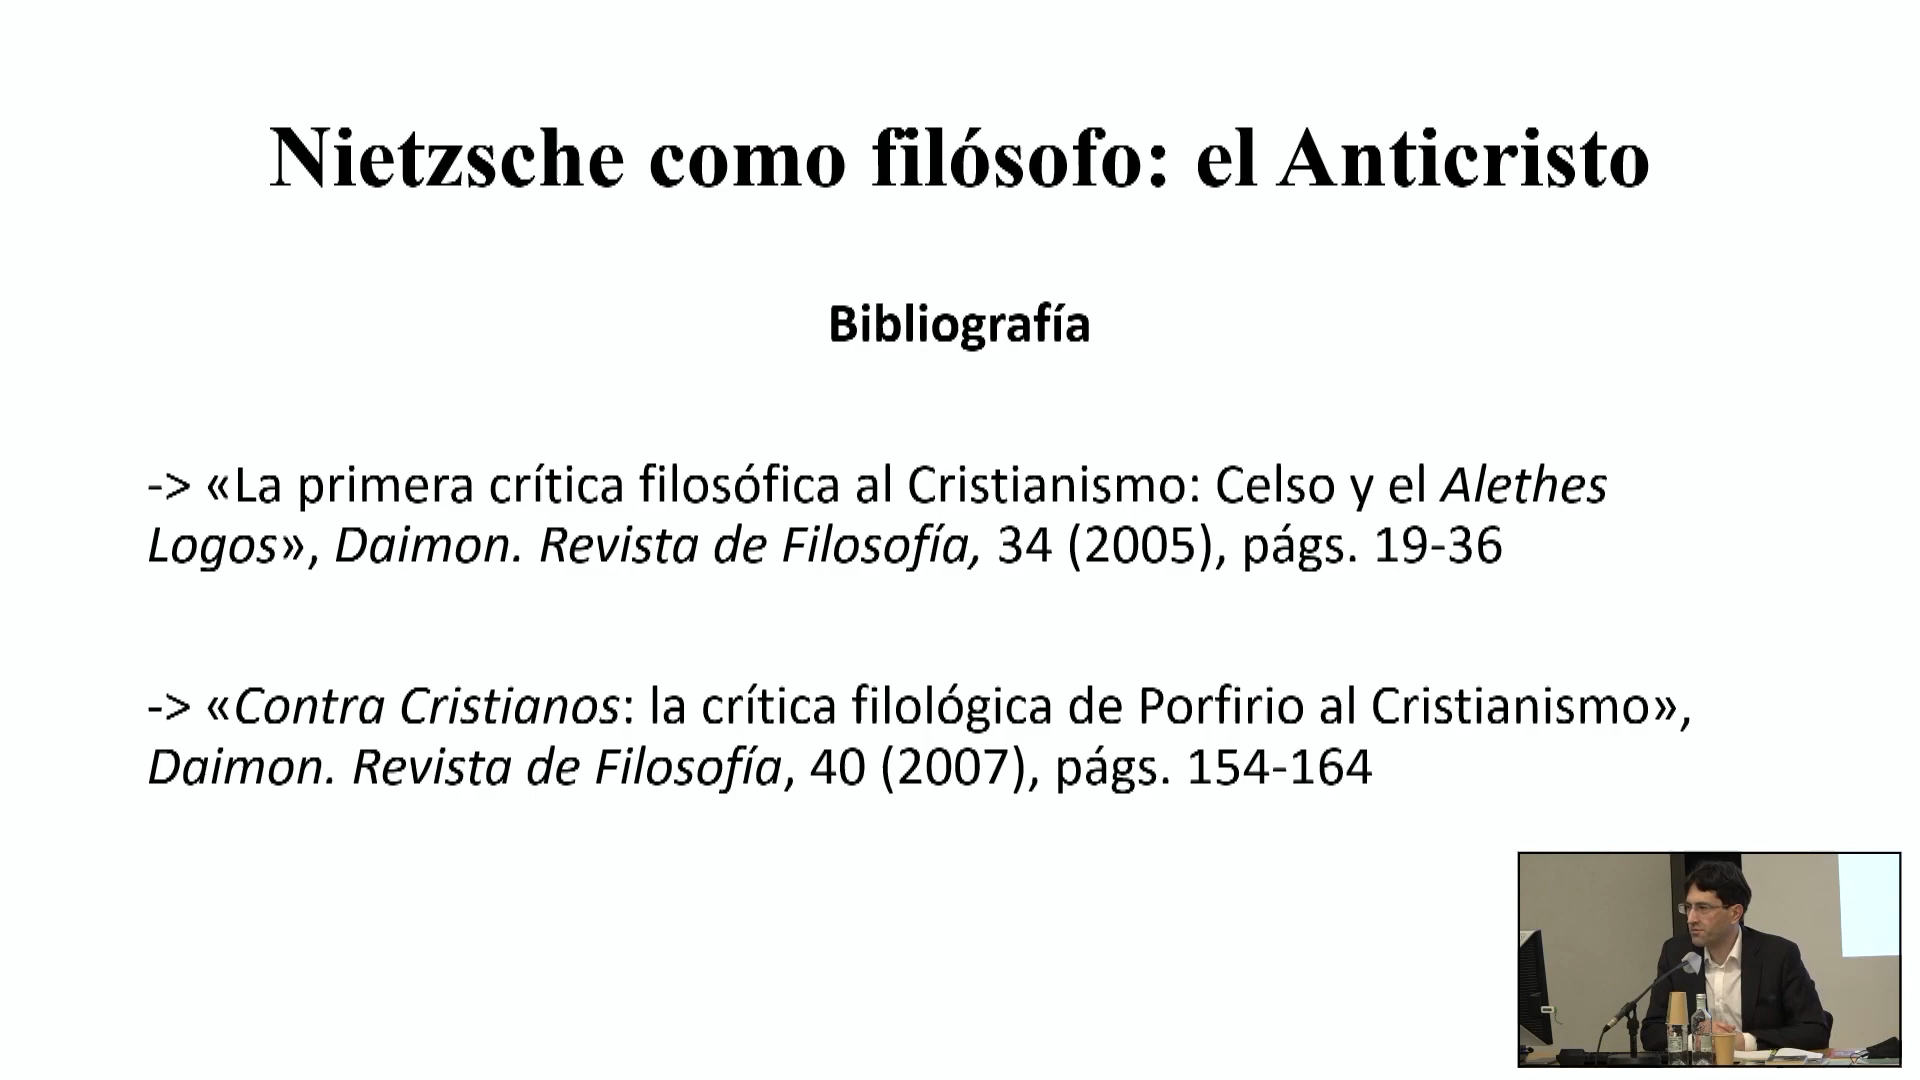 Nietzsche como filósofo: el Anticristo
Bibliografía
-> «La primera crítica filosófica al Cristianismo: Celso y el Alethes
Logos», Daimon. Revista de Filosofía, 34 (2005), págs. 19-36
-> «Contra Cristianos: la crítica filológica de Porfirio al Cristianismo»,
Daimon. Revista de Filosofía, 40 (2007), págs. 154-164